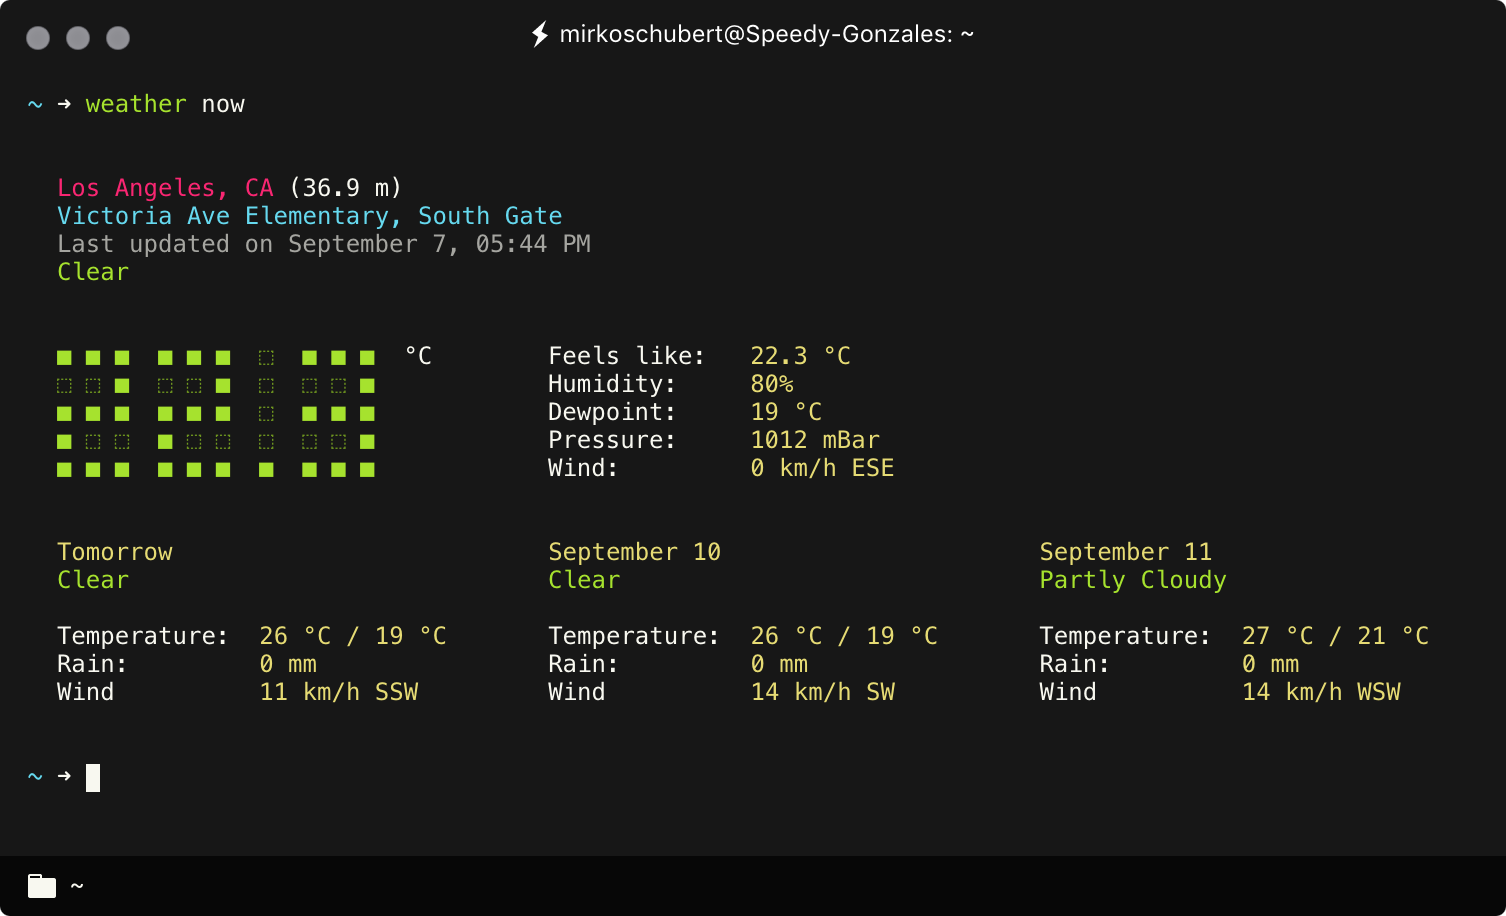 mirkoschubert@Speedy-Gonzales: ~
~ ➜ weather now
Los Angeles, CA (36.9 m)
Victoria Ave Elementary, South Gate
Last updated on September 7, 05:44 PM
Clear
22.3 °C
Feels like: 22.3 °C
Humidity: 80%
Dewpoint: 19 °C
Pressure: 1012 mBar
Wind: 0 km/h ESE
Tomorrow
Clear
Temperature: 26 °C / 19 °C
Rain: 0 mm
Wind 11 km/h SSW
September 10
Clear
Temperature: 26 °C / 19 °C
Rain: 0 mm
Wind 14 km/h SW
September 11
Partly Cloudy
Temperature: 27 °C / 21 °C
Rain: 0 mm
Wind 14 km/h WSW
~ ➜
~